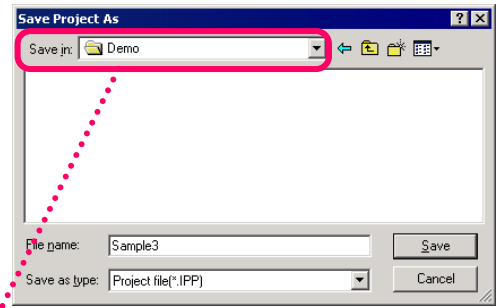 Save Project As
Save in: Demo
File name: Sample3 Save
Save as type: Project file(*.IPP) Cancel